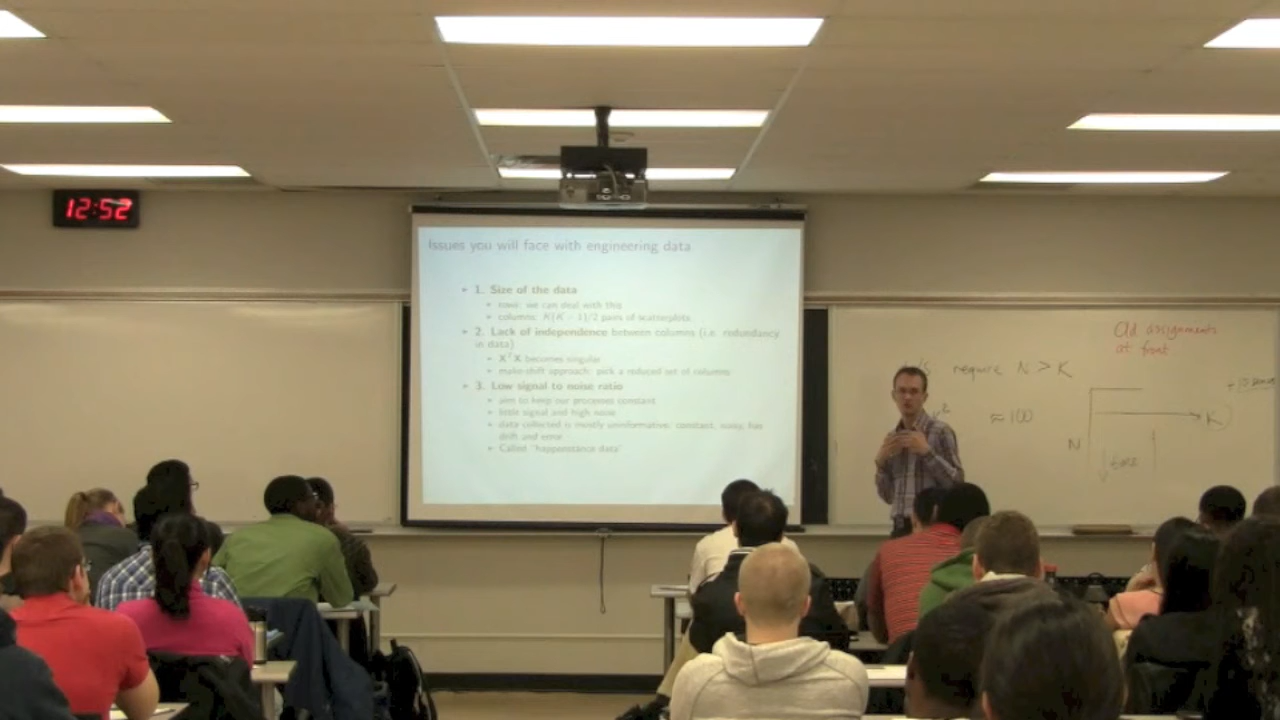 12:52
Issues you will face with engineering data
1. Size of the data
rows: we can deal with this
columns: K(K − 1)/2 pairs of scatterplots
2. Lack of independence between columns (i.e. redundancy
in data)
XᵀX becomes singular
make-shift approach: pick a reduced set of columns
3. Low signal to noise ratio
aim to keep our processes constant
little signal and high noise
data collected is mostly uninformative: constant, noisy, has
drift and error
Called "happenstance data"
Old assignments
at front
require N > K
≈ 100
K
N